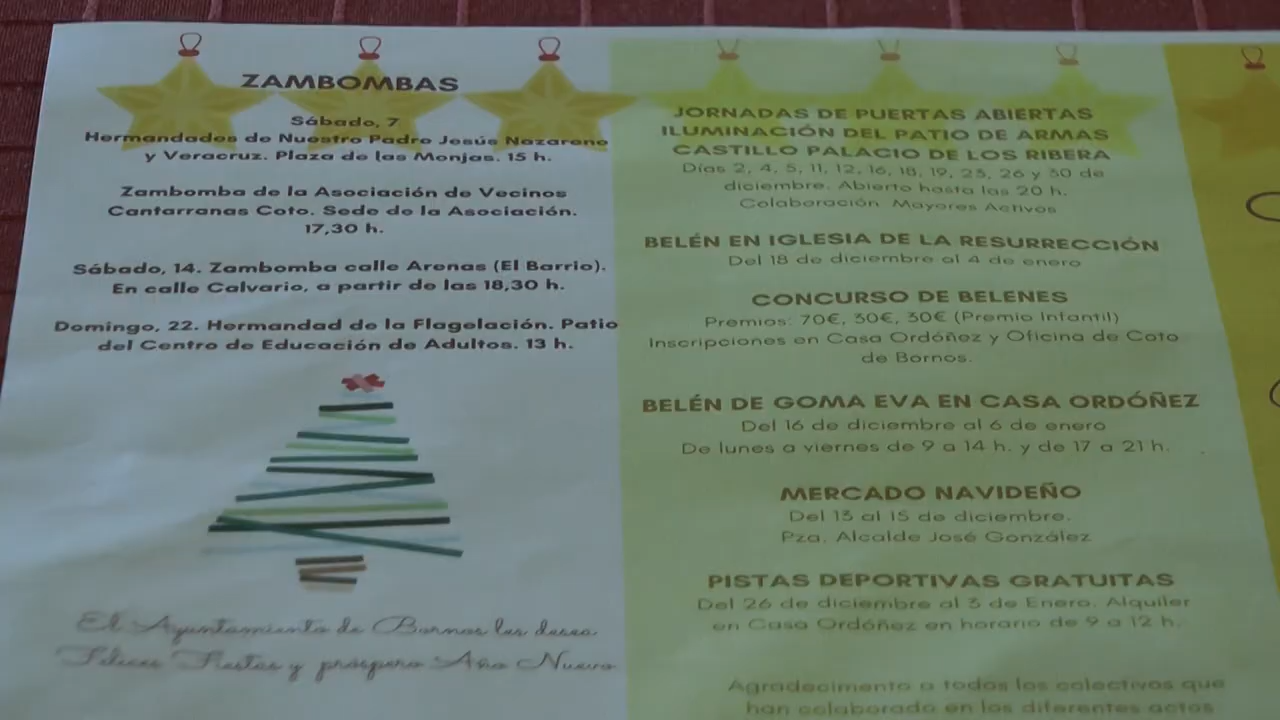 ZAMBOMBAS
Sábado, 7
Hermandades de Nuestro Padre Jesús Nazareno
y Veracruz. Plaza de las Monjas. 15 h.
Zambomba de la Asociación de Vecinos
Cantarranas Coto. Sede de la Asociación.
17,30 h.
Sábado, 14. Zambomba calle Arenas (El Barrio).
En calle Calvario, a partir de las 18,30 h.
Domingo, 22. Hermandad de la Flagelación. Patio
del Centro de Educación de Adultos. 13 h.
El Ayuntamiento de Bornos les desea
Felices Fiestas y próspero Año Nuevo
JORNADAS DE PUERTAS ABIERTAS
ILUMINACIÓN DEL PATIO DE ARMAS
CASTILLO PALACIO DE LOS RIBERA
Días 2, 4, 5, 11, 12, 16, 18, 19, 23, 26 y 30 de
diciembre. Abierto hasta las 20 h.
Colaboración Mayores Activos
BELÉN EN IGLESIA DE LA RESURRECCIÓN
Del 18 de diciembre al 4 de enero
CONCURSO DE BELENES
Premios: 70€, 50€, 30€ (Premio Infantil)
Inscripciones en Casa Ordóñez y Oficina de Coto
de Bornos.
BELÉN DE GOMA EVA EN CASA ORDÓÑEZ
Del 16 de diciembre al 6 de enero
De lunes a viernes de 9 a 14 h. y de 17 a 21 h.
MERCADO NAVIDEÑO
Del 13 al 15 de diciembre.
Pza. Alcalde José González
PISTAS DEPORTIVAS GRATUITAS
Del 26 de diciembre al 3 de Enero. Alquiler
en Casa Ordóñez en horario de 9 a 12 h.
Agradecimento a todos los colectivos que
han colaborado en los diferentes actos